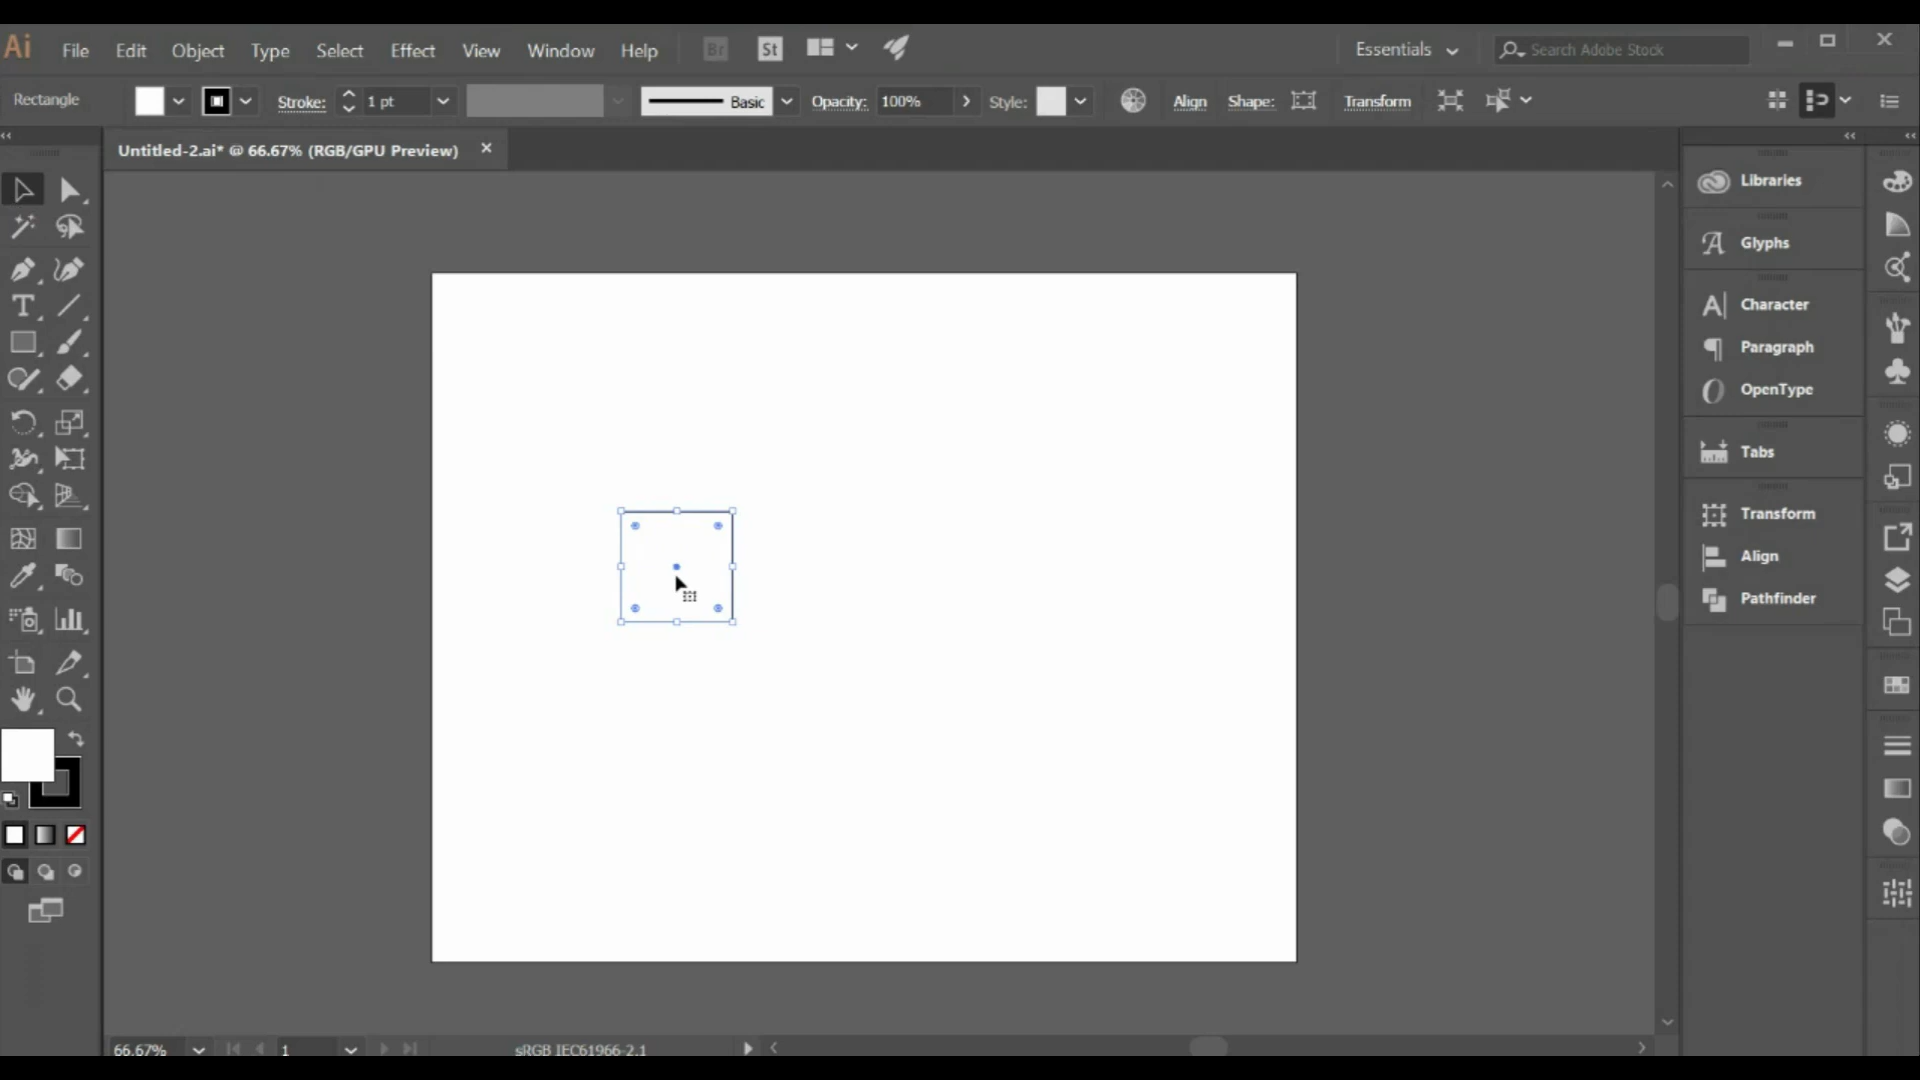 Ai File Edit Object Type Select Effect View Window Help Br St Essentials Search Adobe Stock
Rectangle Stroke: 1 pt Basic Opacity: 100% Style: Align Shape: Transform
Untitled-2.ai* @ 66.67% (RGB/GPU Preview)
Libraries
Glyphs
Character
Paragraph
OpenType
Tabs
Transform
Align
Pathfinder
66.67% 1 sRGB IEC61966-2.1